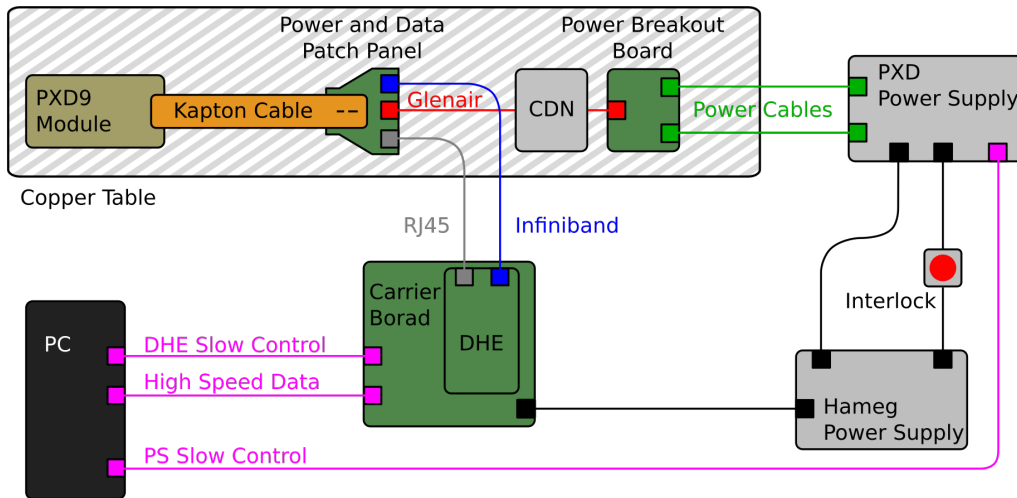 Power and Data
Patch Panel
Power Breakout
Board
PXD
Power Supply
PXD9
Module
Kapton Cable
Glenair
CDN
Power Cables
Copper Table
RJ45
Infiniband
Carrier
Borad
DHE
Interlock
PC
DHE Slow Control
High Speed Data
Hameg
Power Supply
PS Slow Control